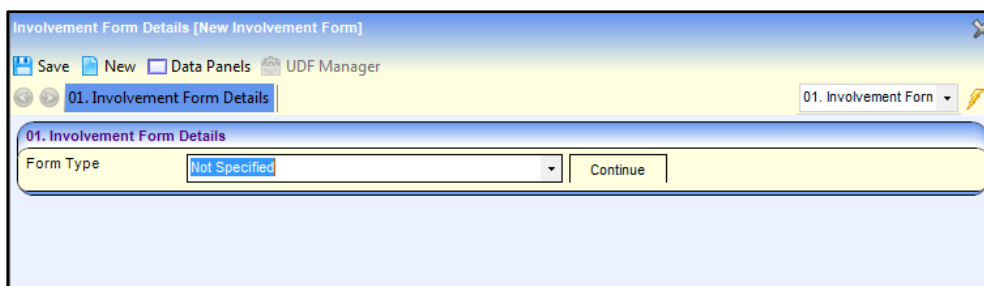 Involvement Form Details [New Involvement Form]
Save New Data Panels UDF Manager
01. Involvement Form Details 01. Involvement Forn
01. Involvement Form Details
Form Type Not Specified Continue